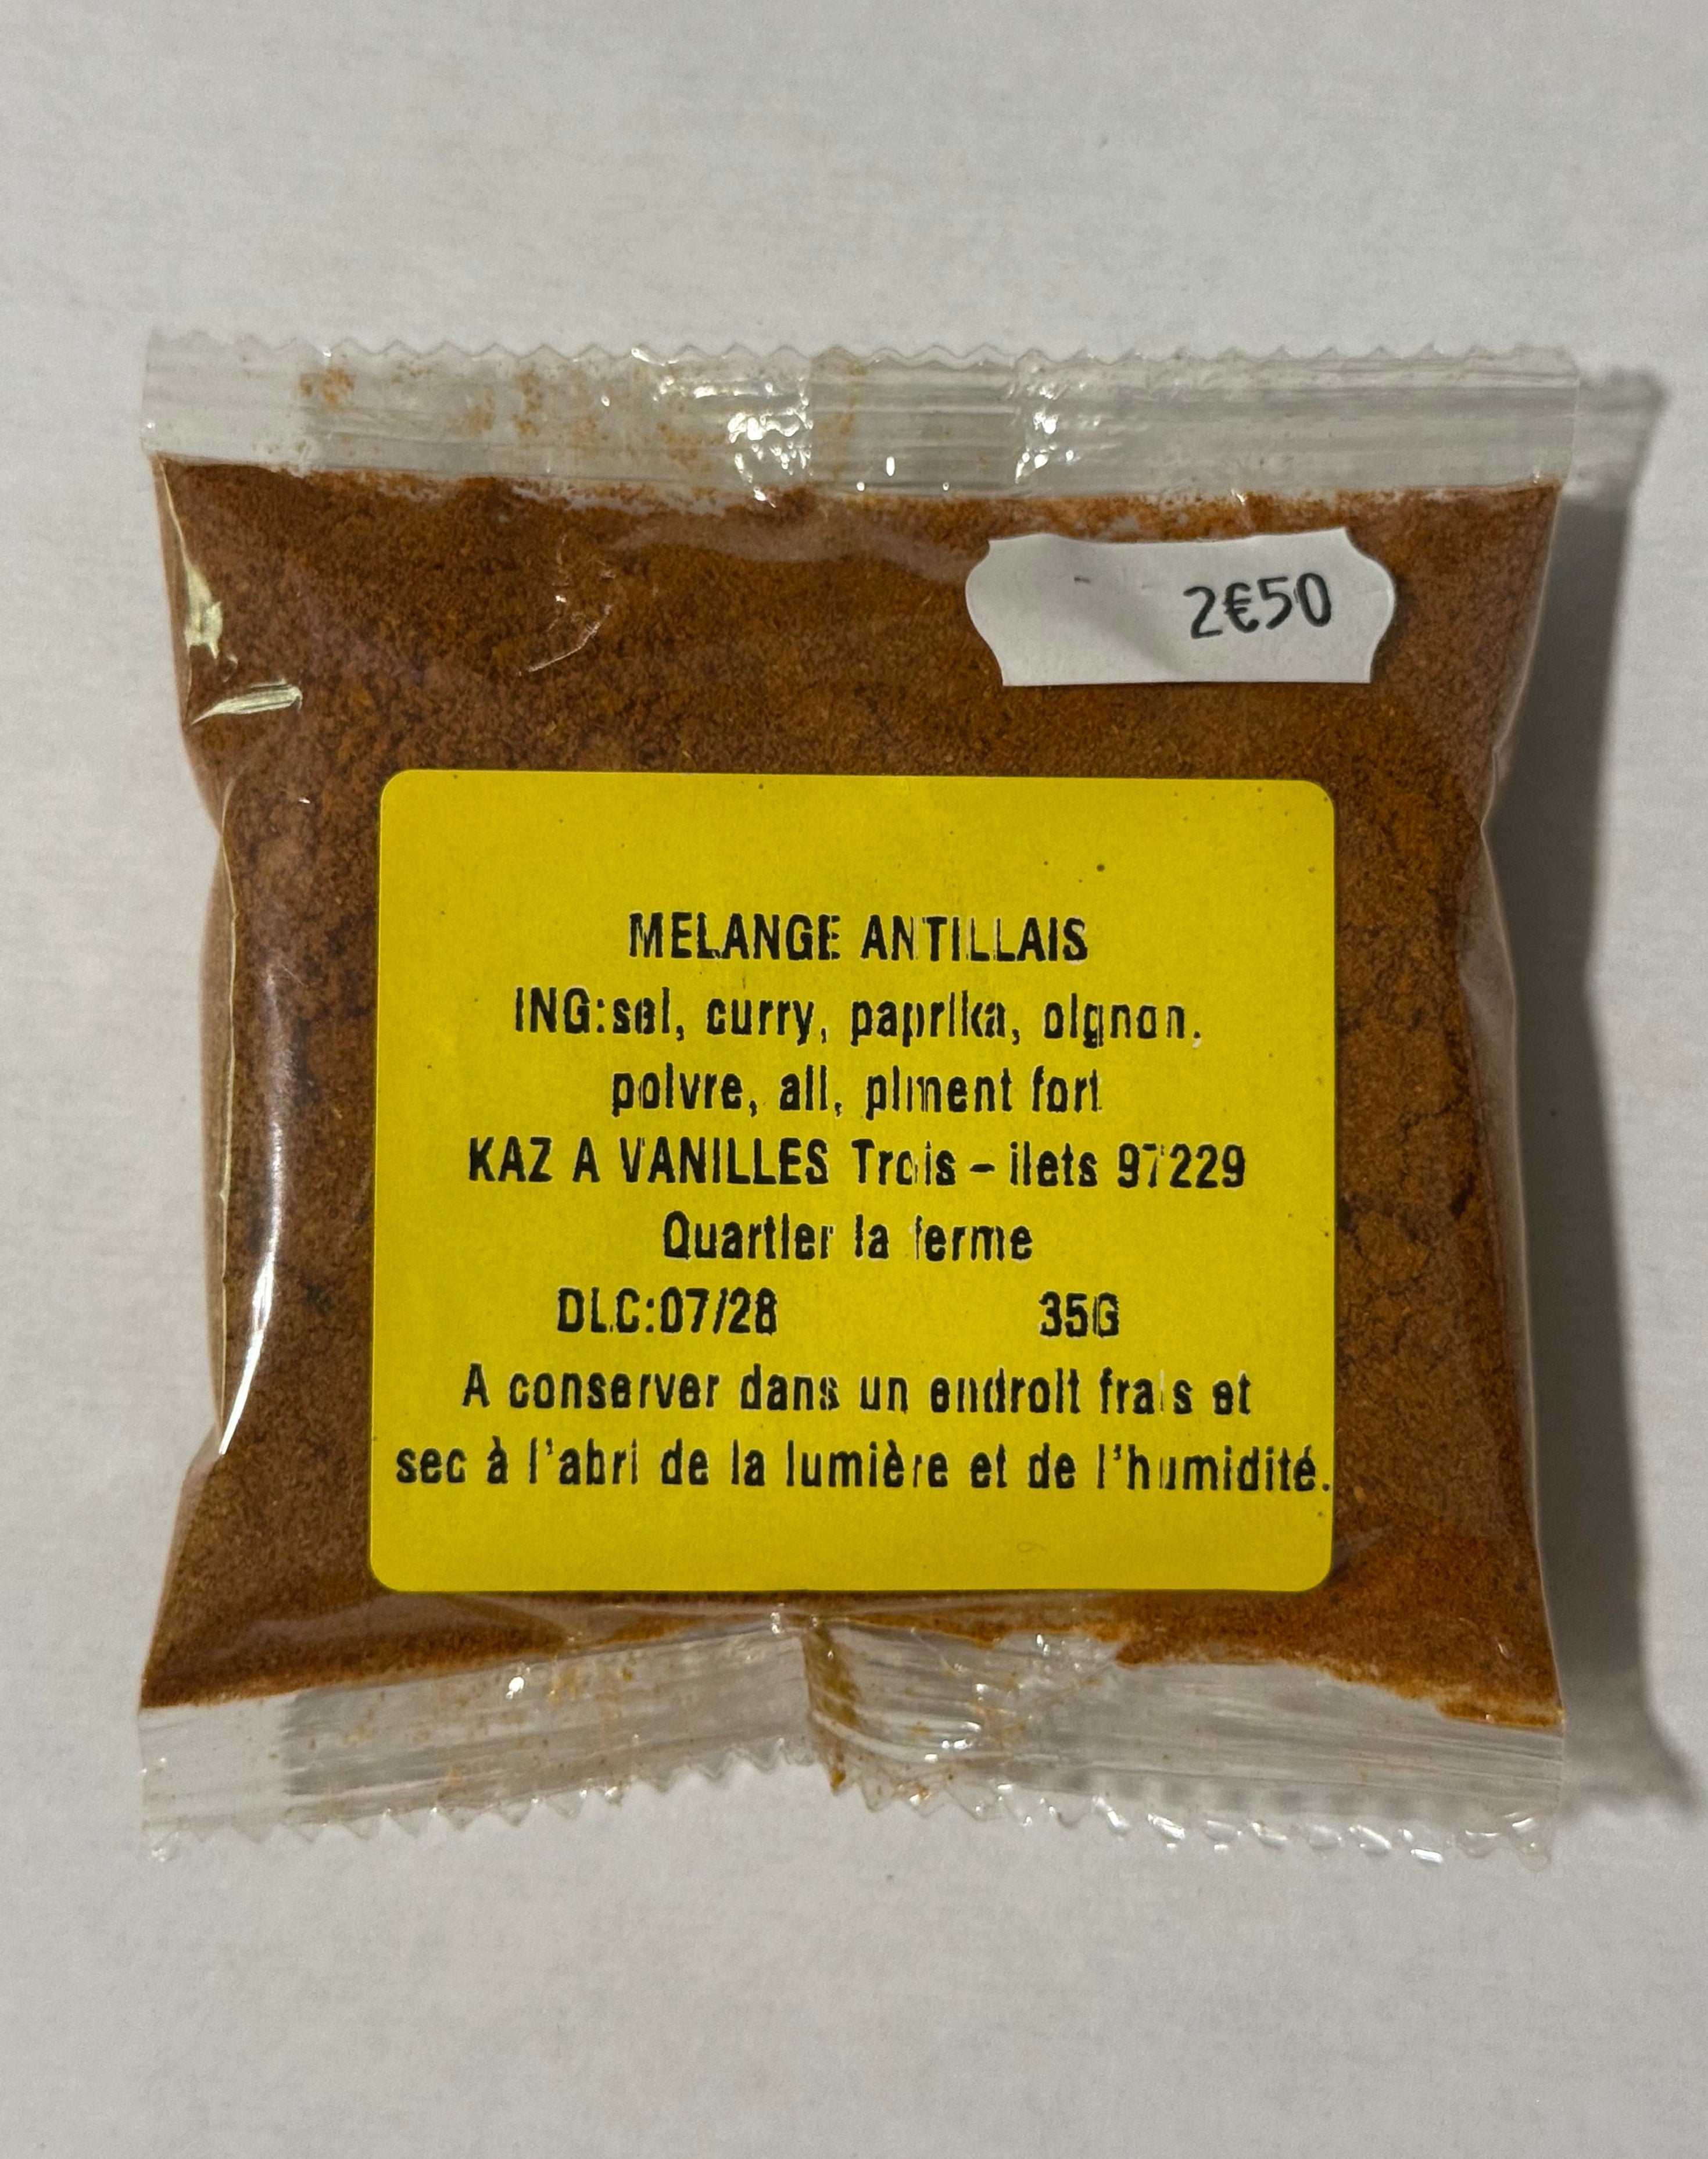 2€50
MELANGE ANTILLAIS
ING:sel, curry, paprika, oignon,
poivre, ail, piment fort
KAZ A VANILLES Trois - ilets 97229
Quartier la ferme
DLC:07/28 35G
A conserver dans un endroit frais et
sec à l'abri de la lumière et de l'humidité.